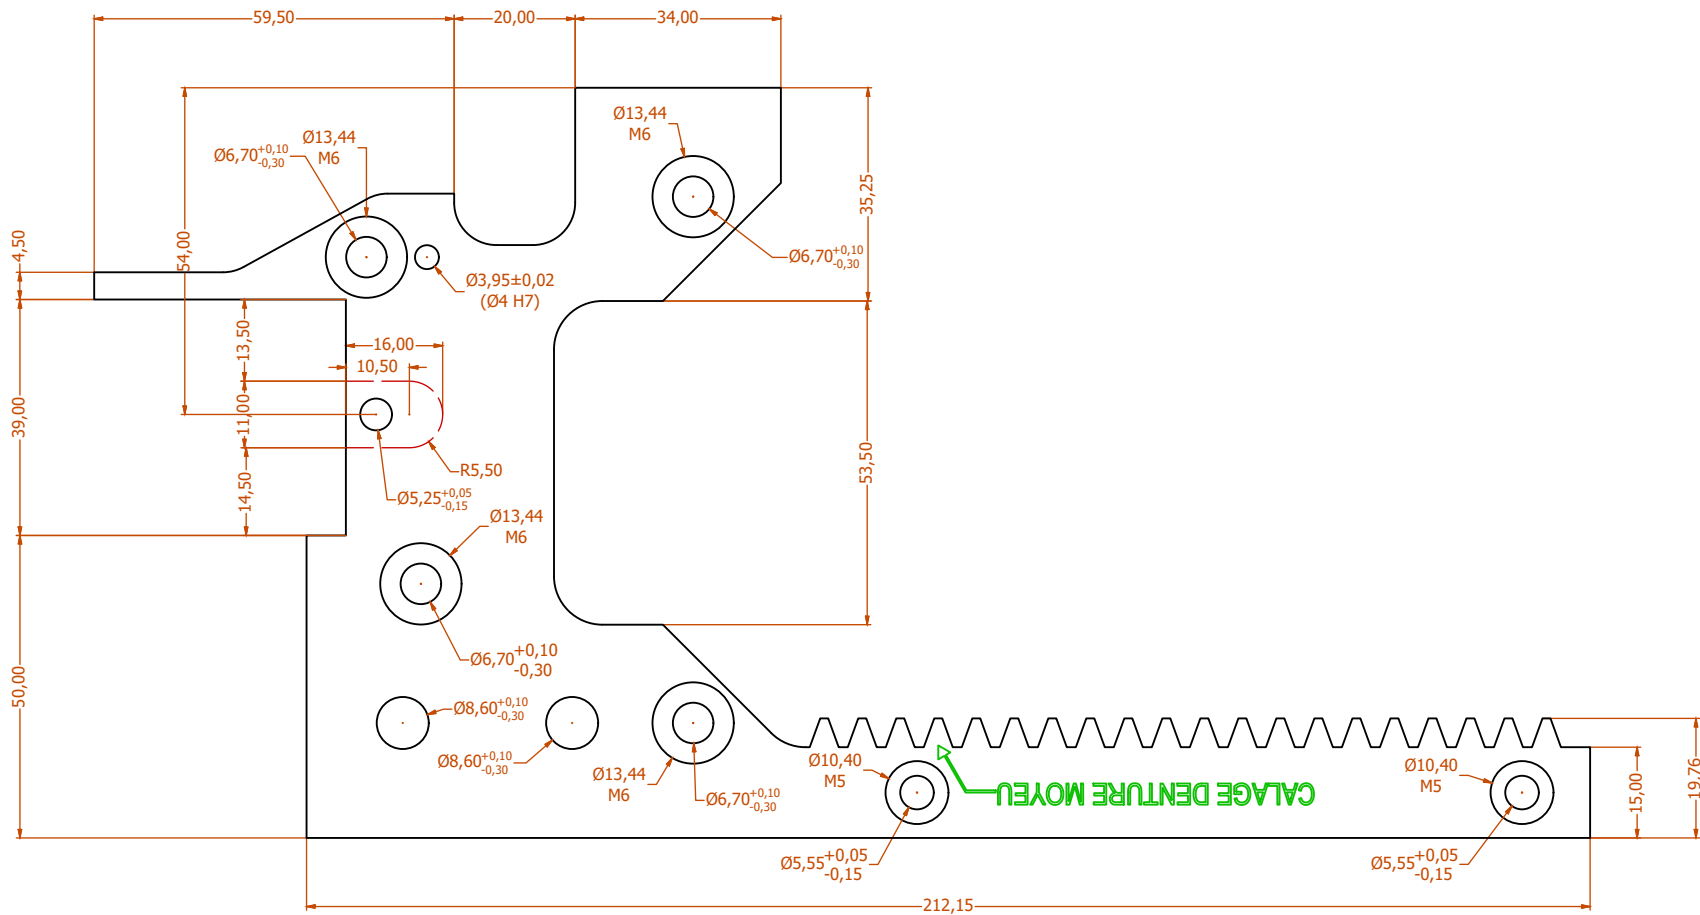 59,50
20,00
34,00
Ø13,44
M6
Ø13,44
M6
Ø6,70 +0,10 -0,30
35,25
54,00
4,50
Ø6,70 +0,10 -0,30
Ø3,95±0,02
(Ø4 H7)
13,50
16,00
10,50
11,00
39,00
53,50
R5,50
14,50
Ø5,25 +0,05 -0,15
Ø13,44
M6
Ø6,70 +0,10 -0,30
50,00
Ø8,60 +0,10 -0,30
Ø8,60 +0,10 -0,30
Ø13,44
M6
Ø6,70 +0,10 -0,30
Ø10,40
M5
CALAGE DENTURE MOYEU
Ø10,40
M5
15,00
19,76
Ø5,55 +0,05 -0,15
Ø5,55 +0,05 -0,15
212,15